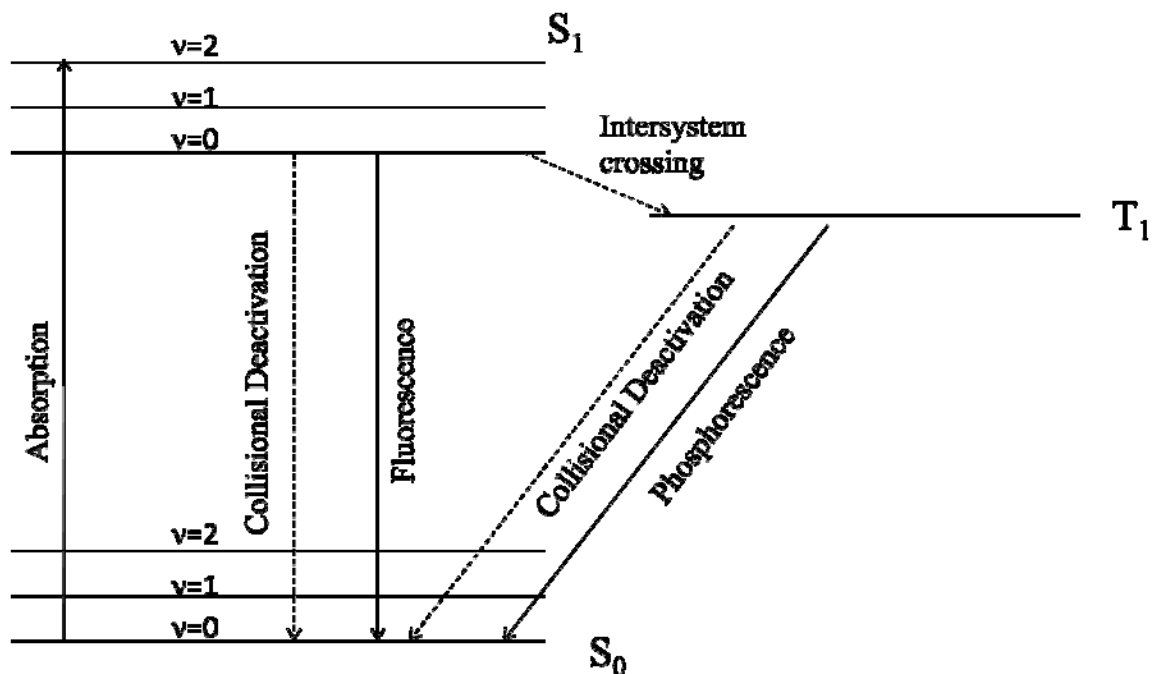 S₁
ν=2
ν=1
ν=0
Intersystem
crossing
T₁
Absorption
Collisional Deactivation
Fluorescence
Collisional Deactivation
Phosphorescence
ν=2
ν=1
ν=0
S₀